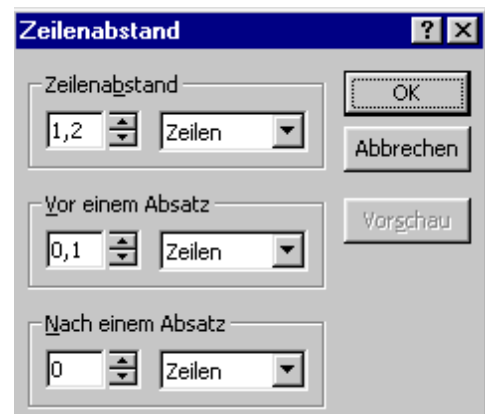 Zeilenabstand
Zeilenabstand
1,2 Zeilen
OK
Abbrechen
Vor einem Absatz
0,1 Zeilen
Vorschau
Nach einem Absatz
0 Zeilen